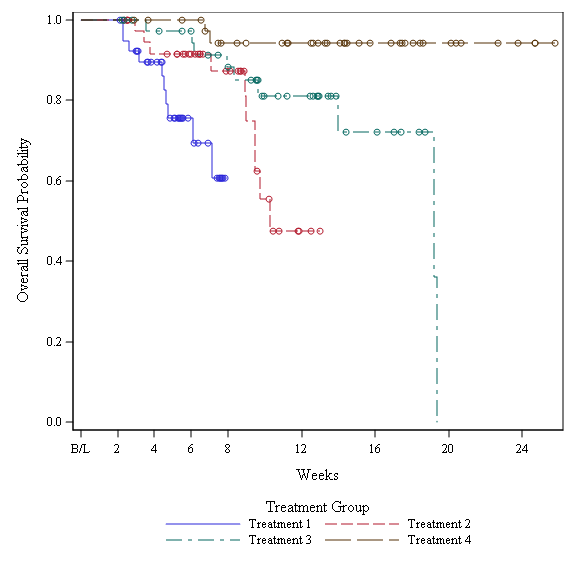 1.0
0.8
0.6
0.4
0.2
0.0
Overall Survival Probability
B/L 2 4 6 8 12 16 20 24
Weeks
Treatment Group
Treatment 1 Treatment 2
Treatment 3 Treatment 4